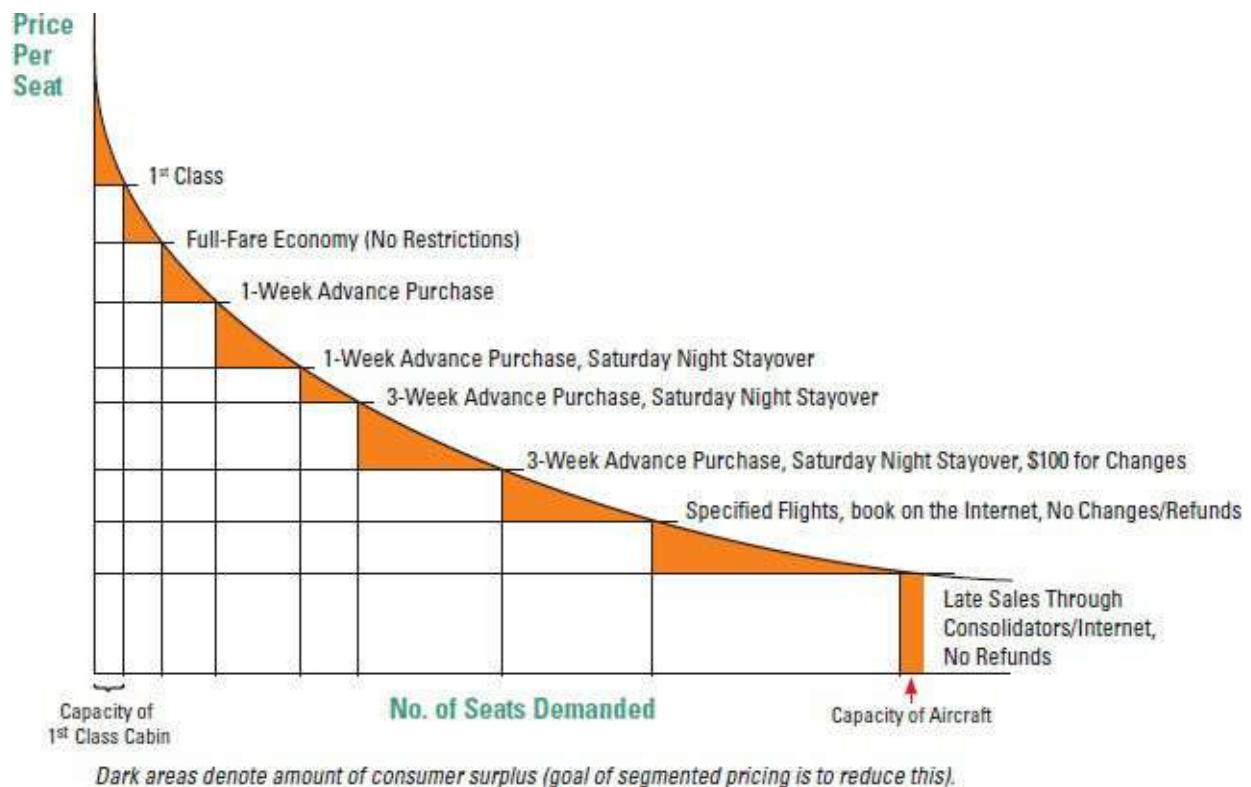 Price
Per
Seat
1st Class
Full-Fare Economy (No Restrictions)
1-Week Advance Purchase
1-Week Advance Purchase, Saturday Night Stayover
3-Week Advance Purchase, Saturday Night Stayover
3-Week Advance Purchase, Saturday Night Stayover, $100 for Changes
Specified Flights, book on the Internet, No Changes/Refunds
Late Sales Through
Consolidators/Internet,
No Refunds
Capacity of
1st Class Cabin
No. of Seats Demanded
Capacity of Aircraft
Dark areas denote amount of consumer surplus (goal of segmented pricing is to reduce this).